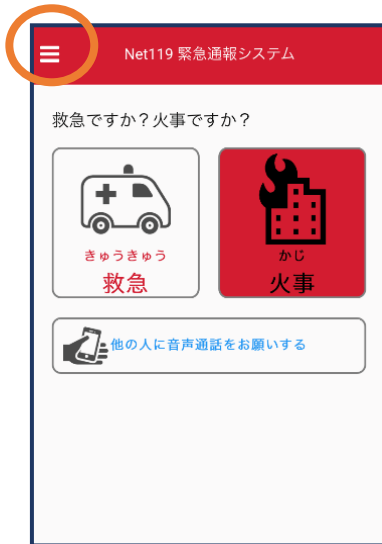 Net119 緊急通報システム
救急ですか？火事ですか？
きゅうきゅう
救急
かじ
火事
他の人に音声通話をお願いする